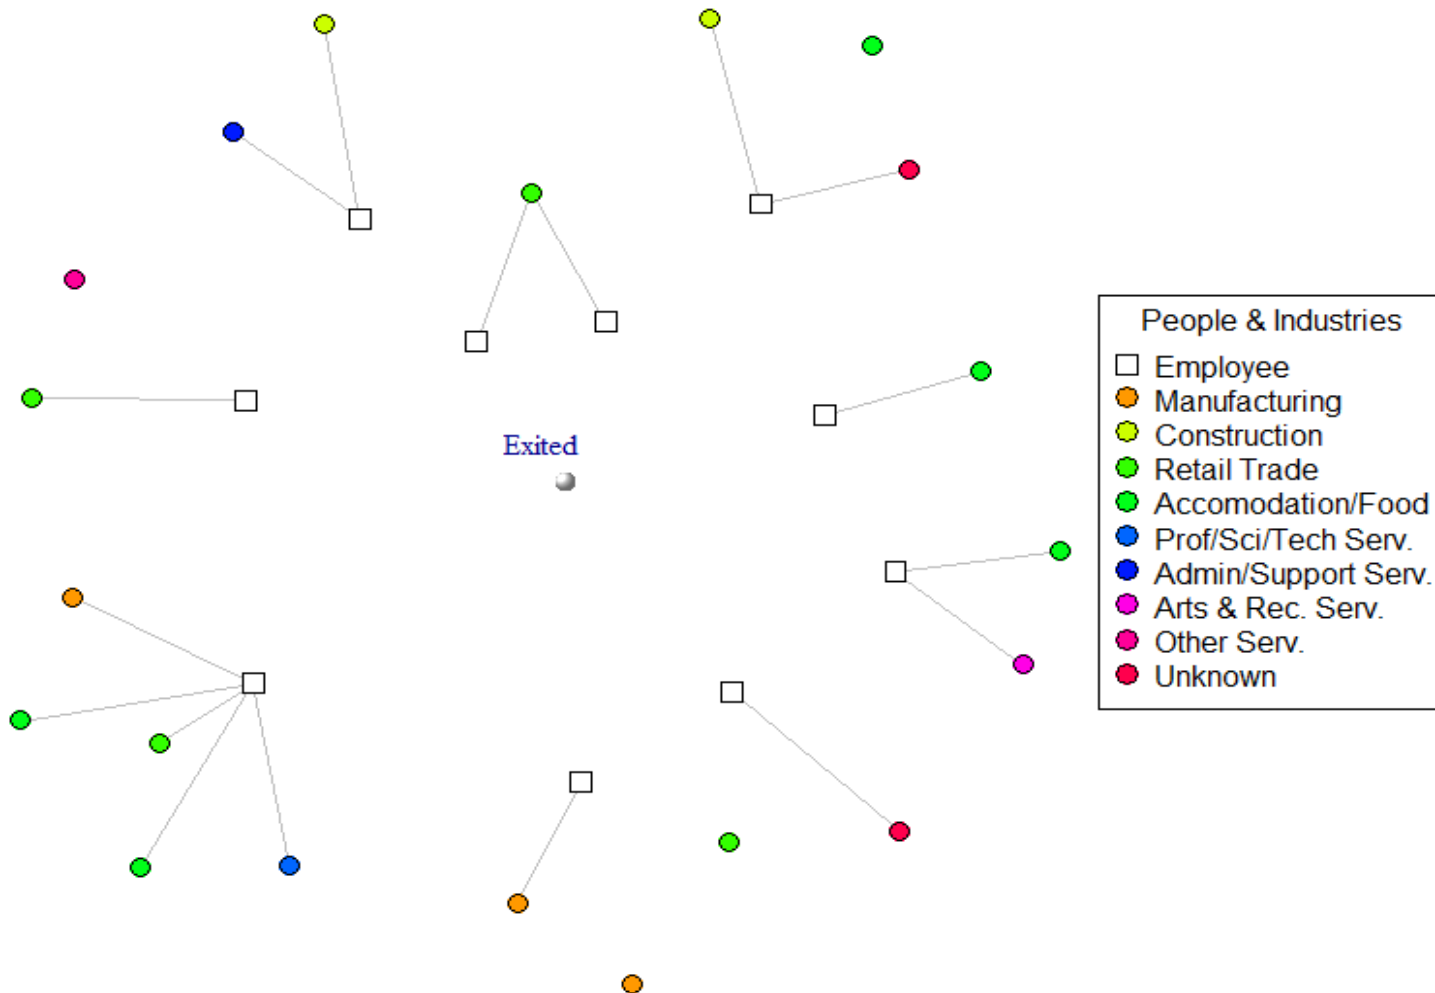 Exited
People & Industries
Employee
Manufacturing
Construction
Retail Trade
Accomodation/Food
Prof/Sci/Tech Serv.
Admin/Support Serv.
Arts & Rec. Serv.
Other Serv.
Unknown